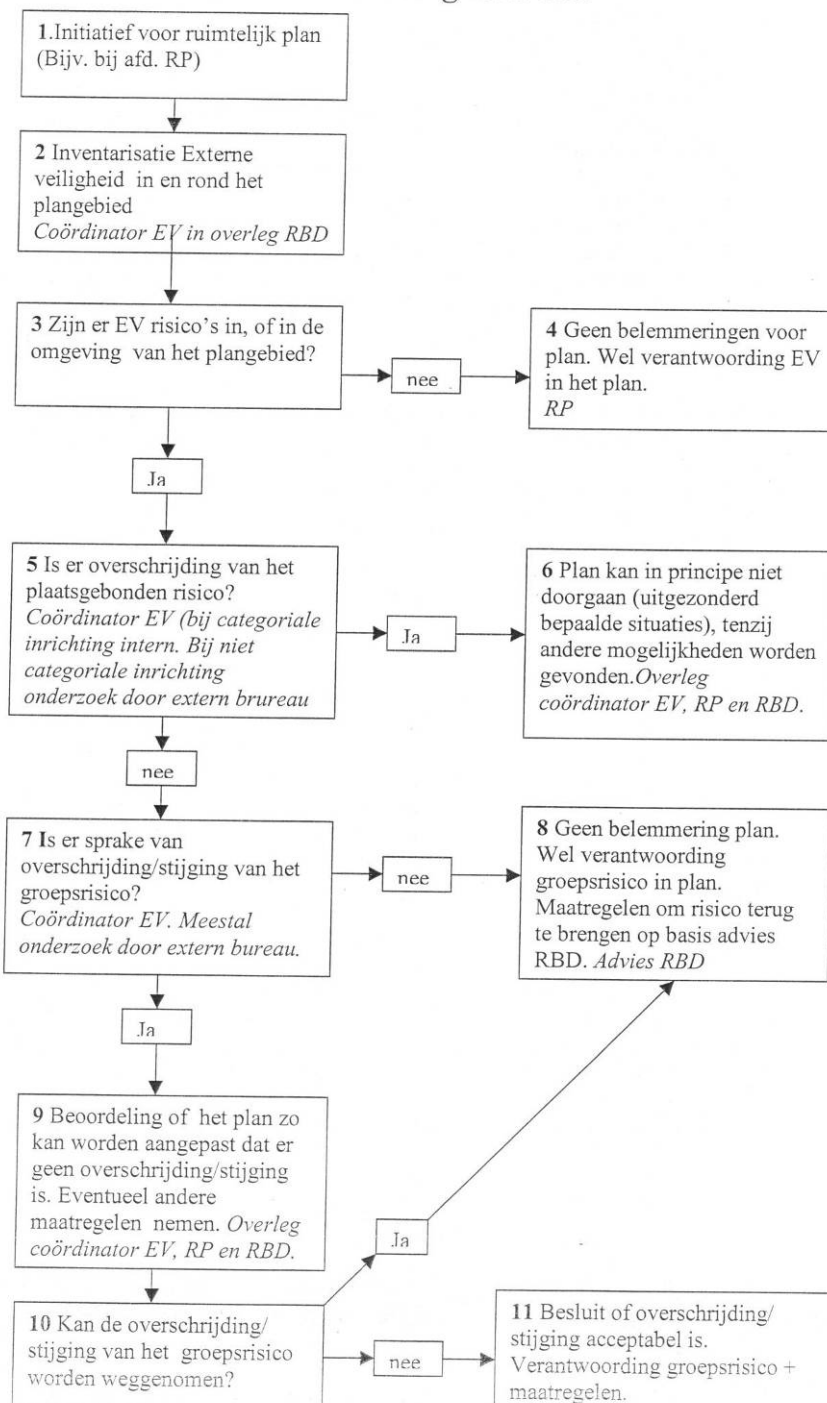 1.Initiatief voor ruimtelijk plan
(Bijv. bij afd. RP)
2 Inventarisatie Externe
veiligheid in en rond het
plangebied
Coördinator EV in overleg RBD
3 Zijn er EV risico's in, of in de
omgeving van het plangebied?
nee
4 Geen belemmeringen voor
plan. Wel verantwoording EV
in het plan.
RP
Ja
5 Is er overschrijding van het
plaatsgebonden risico?
Coördinator EV (bij categoriale
inrichting intern. Bij niet
categoriale inrichting
onderzoek door extern brureau
Ja
6 Plan kan in principe niet
doorgaan (uitgezonderd
bepaalde situaties), tenzij
andere mogelijkheden worden
gevonden.Overleg
coördinator EV, RP en RBD.
nee
7 Is er sprake van
overschrijding/stijging van het
groepsrisico?
Coördinator EV. Meestal
onderzoek door extern bureau.
nee
8 Geen belemmering plan.
Wel verantwoording
groepsrisico in plan.
Maatregelen om risico terug
te brengen op basis advies
RBD. Advies RBD
Ja
9 Beoordeling of het plan zo
kan worden aangepast dat er
geen overschrijding/stijging
is. Eventueel andere
maatregelen nemen. Overleg
coördinator EV, RP en RBD.
Ja
10 Kan de overschrijding/
stijging van het groepsrisico
worden weggenomen?
nee
11 Besluit of overschrijding/
stijging acceptabel is.
Verantwoording groepsrisico +
maatregelen.